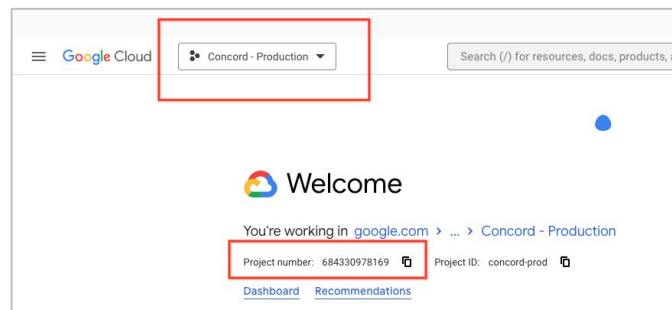 Google Cloud
Concord - Production
Search (/) for resources, docs, products, a
Welcome
You're working in google.com > ... > Concord - Production
Project number: 684330978169 Project ID: concord-prod
Dashboard Recommendations